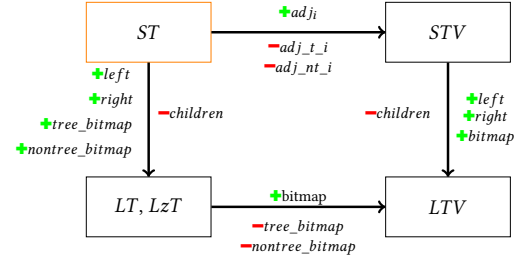 +adj_i
ST
STV
−adj_t_i
−adj_nt_i
+left
+right
+tree_bitmap
+nontree_bitmap
−children
−children
+left
+right
+bitmap
LT, LzT
+bitmap
LTV
−tree_bitmap
−nontree_bitmap